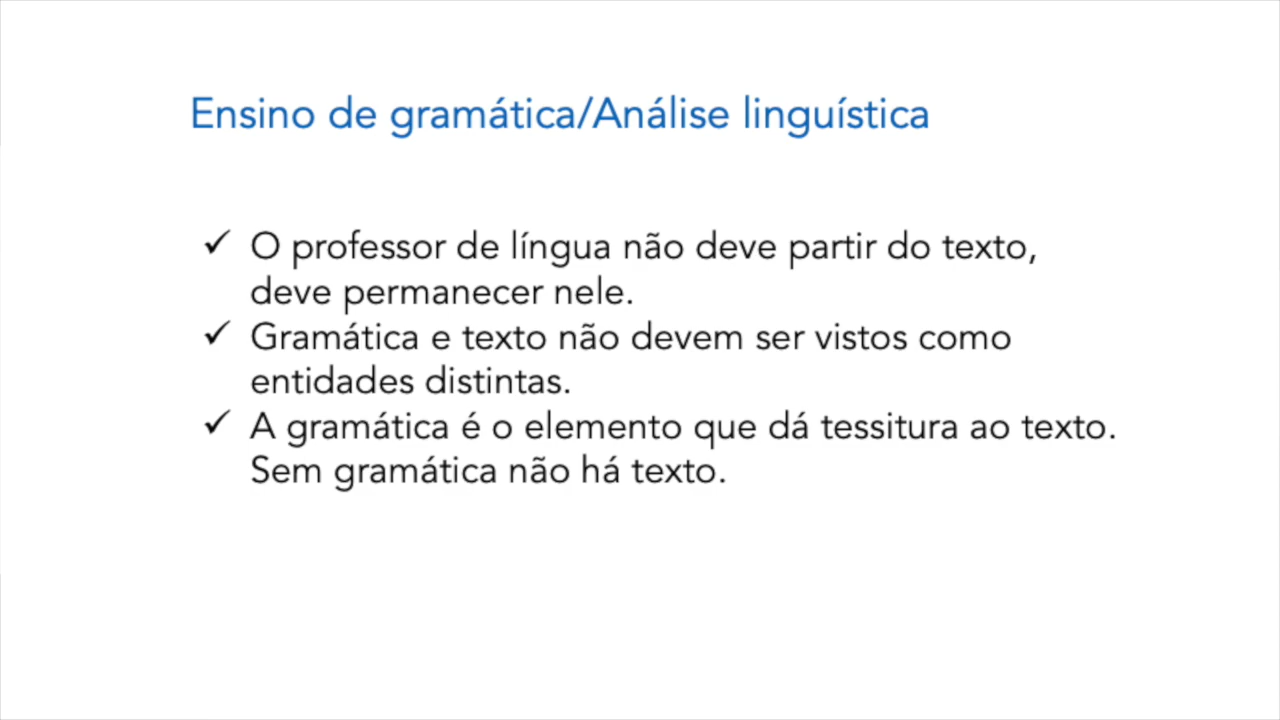 Ensino de gramática/Análise linguística
✓ O professor de língua não deve partir do texto,
deve permanecer nele.
✓ Gramática e texto não devem ser vistos como
entidades distintas.
✓ A gramática é o elemento que dá tessitura ao texto.
Sem gramática não há texto.